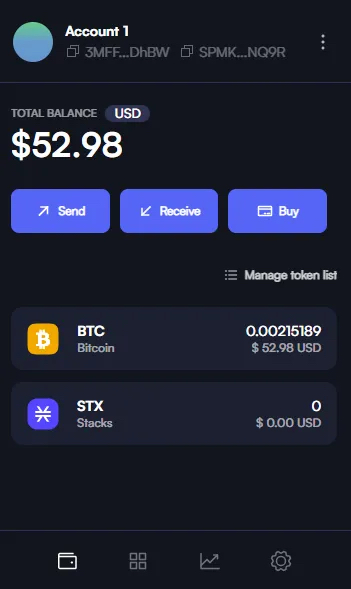 Account 1
3MFF...DhBW SPMK...NQ9R
TOTAL BALANCE USD
$52.98
Send Receive Buy
Manage token list
BTC 0.00215189
Bitcoin $ 52.98 USD
STX 0
Stacks $ 0.00 USD